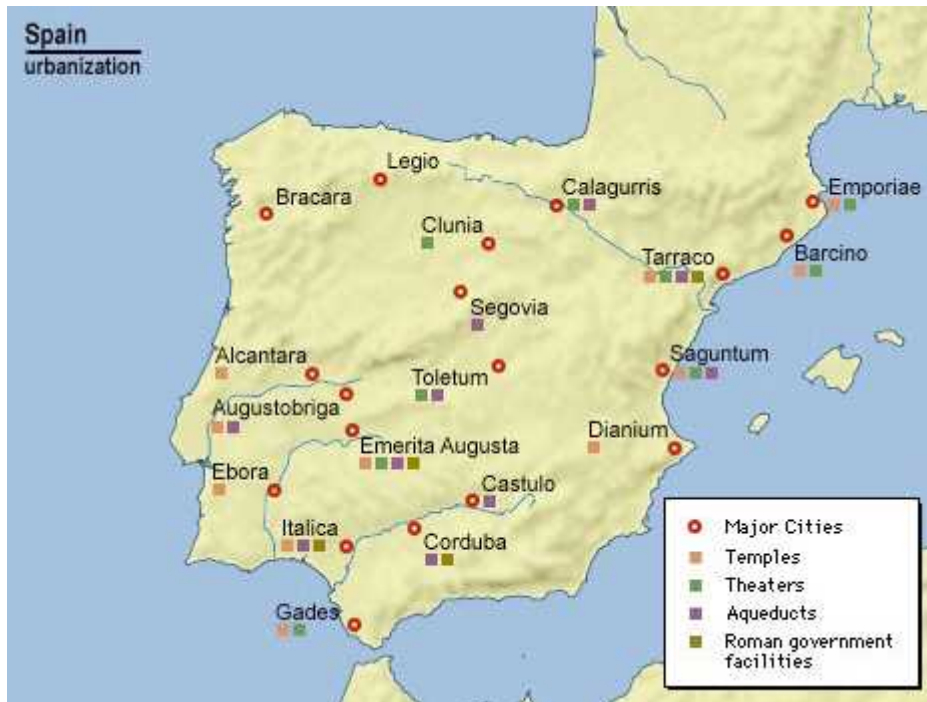 Spain
urbanization
Legio
Bracara
Calagurris
Emporiae
Clunia
Tarraco
Barcino
Segovia
Alcantara
Toletum
Saguntum
Augustobriga
Dianium
Emerita Augusta
Ebora
Castulo
Italica
Corduba
Gades
Major Cities
Temples
Theaters
Aqueducts
Roman government
facilities